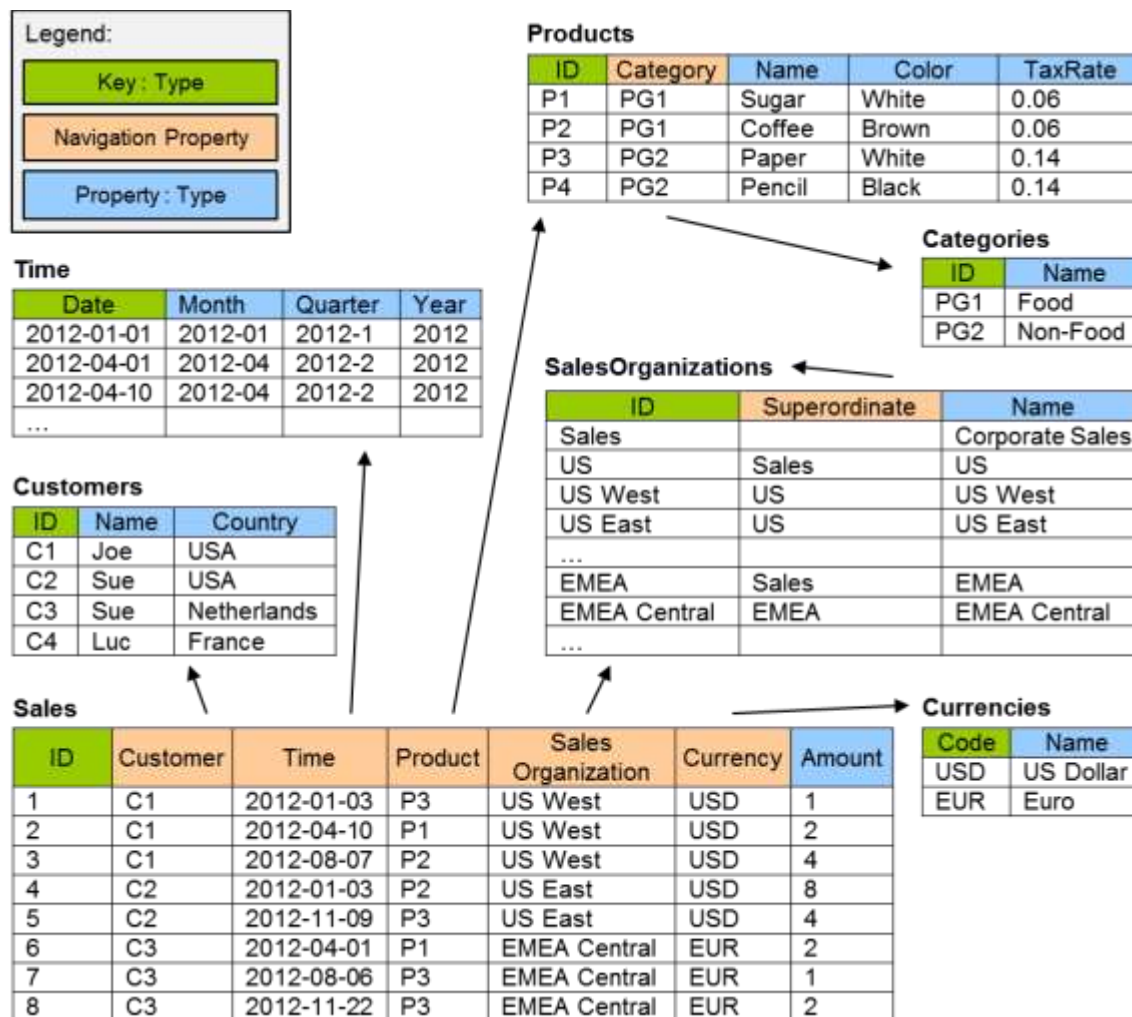 Legend:
Key : Type
Navigation Property
Property : Type
Products
ID Category Name Color TaxRate
P1 PG1 Sugar White 0.06
P2 PG1 Coffee Brown 0.06
P3 PG2 Paper White 0.14
P4 PG2 Pencil Black 0.14
Categories
ID Name
PG1 Food
PG2 Non-Food
Time
Date Month Quarter Year
2012-01-01 2012-01 2012-1 2012
2012-04-01 2012-04 2012-2 2012
2012-04-10 2012-04 2012-2 2012
...
SalesOrganizations
ID Superordinate Name
Sales Corporate Sales
US Sales US
US West US US West
US East US US East
...
EMEA Sales EMEA
EMEA Central EMEA EMEA Central
...
Customers
ID Name Country
C1 Joe USA
C2 Sue USA
C3 Sue Netherlands
C4 Luc France
Sales
ID Customer Time Product Sales Organization Currency Amount
1 C1 2012-01-03 P3 US West USD 1
2 C1 2012-04-10 P1 US West USD 2
3 C1 2012-08-07 P2 US West USD 4
4 C2 2012-01-03 P2 US East USD 8
5 C2 2012-11-09 P3 US East USD 4
6 C3 2012-04-01 P1 EMEA Central EUR 2
7 C3 2012-08-06 P3 EMEA Central EUR 1
8 C3 2012-11-22 P3 EMEA Central EUR 2
Currencies
Code Name
USD US Dollar
EUR Euro